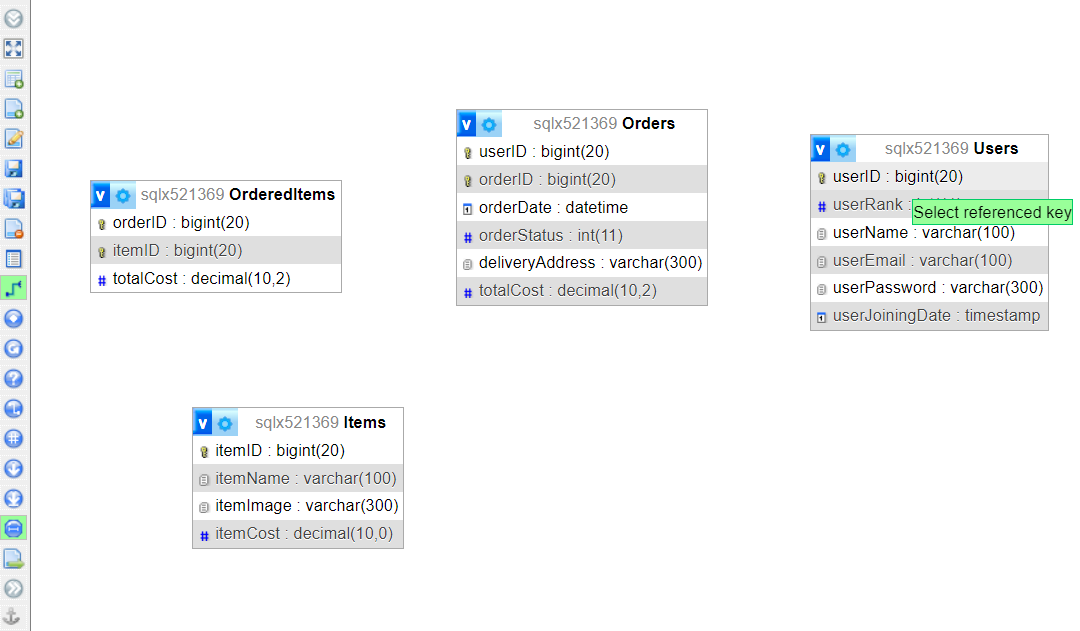 sqlx521369 OrderedItems
orderID : bigint(20)
itemID : bigint(20)
totalCost : decimal(10,2)
sqlx521369 Orders
userID : bigint(20)
orderID : bigint(20)
orderDate : datetime
orderStatus : int(11)
deliveryAddress : varchar(300)
totalCost : decimal(10,2)
sqlx521369 Users
userID : bigint(20)
userRank :
Select referenced key
userName : varchar(100)
userEmail : varchar(100)
userPassword : varchar(300)
userJoiningDate : timestamp
sqlx521369 Items
itemID : bigint(20)
itemName : varchar(100)
itemImage : varchar(300)
itemCost : decimal(10,0)